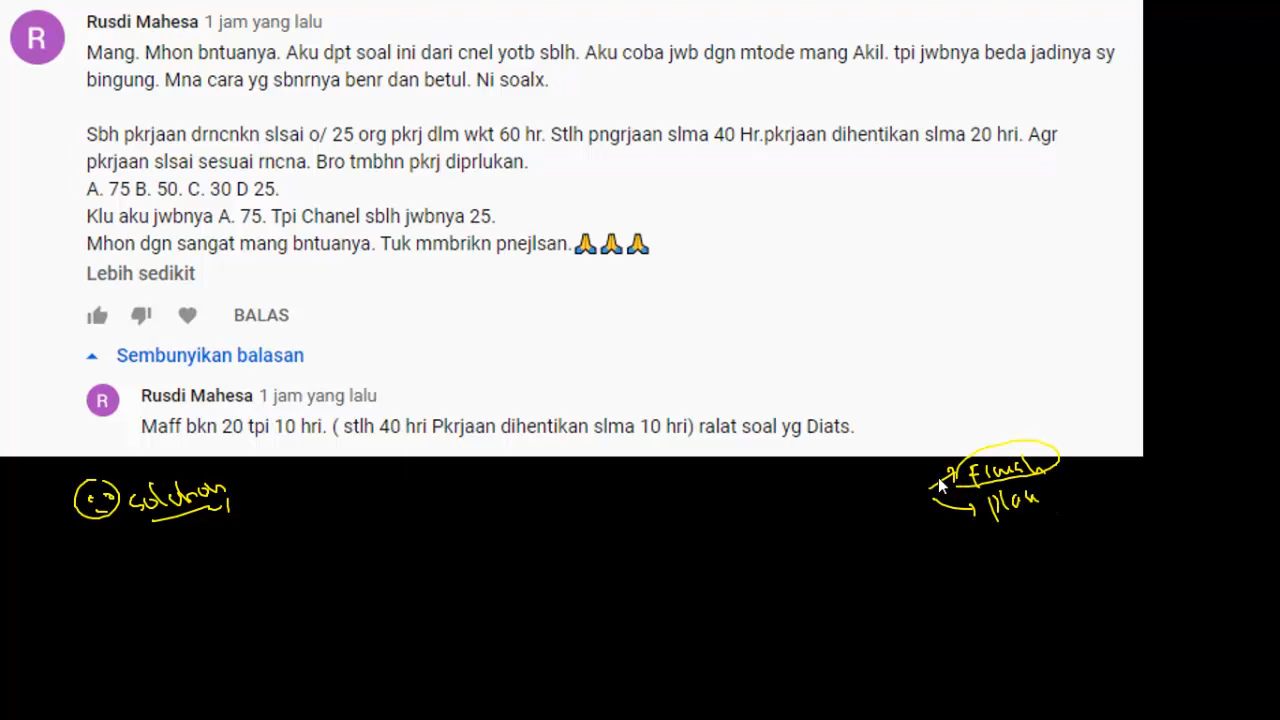 R
Rusdi Mahesa 1 jam yang lalu
Mang. Mhon bntuanya. Aku dpt soal ini dari cnel yotb sblh. Aku coba jwb dgn mtode mang Akil. tpi jwbnya beda jadinya sy
bingung. Mna cara yg sbnrnya benr dan betul. Ni soalx.
Sbh pkrjaan drncnkn slsai o/ 25 org pkrj dlm wkt 60 hr. Stlh pngrjaan slma 40 Hr.pkrjaan dihentikan slma 20 hri. Agr
pkrjaan slsai sesuai rncna. Bro tmbhn pkrj diprlukan.
A. 75 B. 50. C. 30 D 25.
Klu aku jwbnya A. 75. Tpi Chanel sblh jwbnya 25.
Mhon dgn sangat mang bntuanya. Tuk mmbrikn pnejlsan.🙏🙏🙏
Lebih sedikit
BALAS
Sembunyikan balasan
R
Rusdi Mahesa 1 jam yang lalu
Maff bkn 20 tpi 10 hri. ( stlh 40 hri Pkrjaan dihentikan slma 10 hri) ralat soal yg Diats.
solution
plan